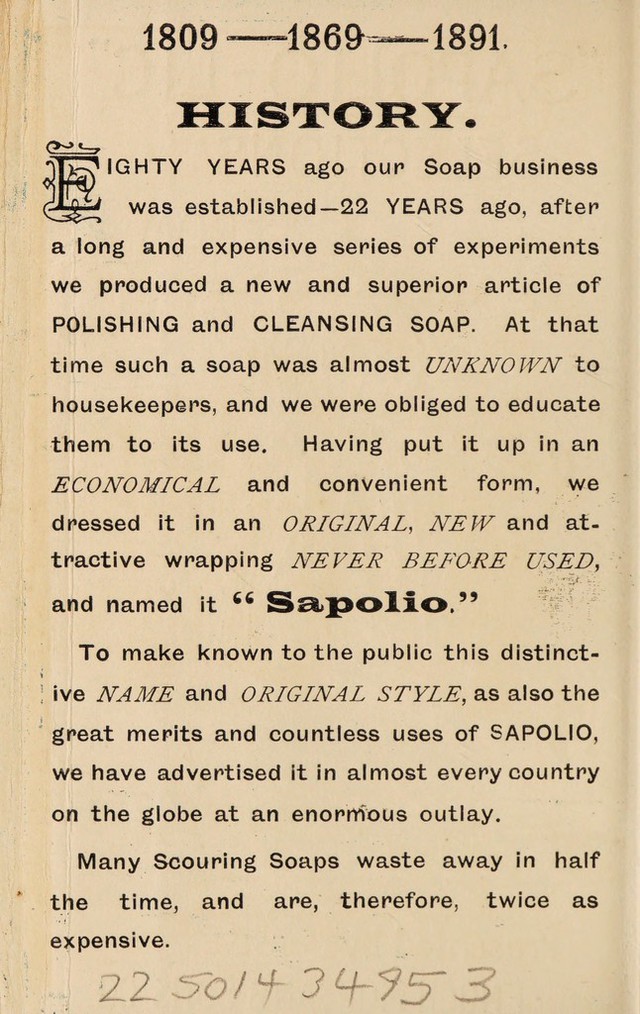 1809 — 1869 — 1891.
HISTORY.
EIGHTY YEARS ago our Soap business
was established—22 YEARS ago, after
a long and expensive series of experiments
we produced a new and superior article of
POLISHING and CLEANSING SOAP. At that
time such a soap was almost UNKNOWN to
housekeepers, and we were obliged to educate
them to its use. Having put it up in an
ECONOMICAL and convenient form, we
dressed it in an ORIGINAL, NEW and at-
tractive wrapping NEVER BEFORE USED,
and named it “Sapolio.”
To make known to the public this distinct-
ive NAME and ORIGINAL STYLE, as also the
great merits and countless uses of SAPOLIO,
we have advertised it in almost every country
on the globe at an enormous outlay.
Many Scouring Soaps waste away in half
the time, and are, therefore, twice as
expensive.
22 5014 34953